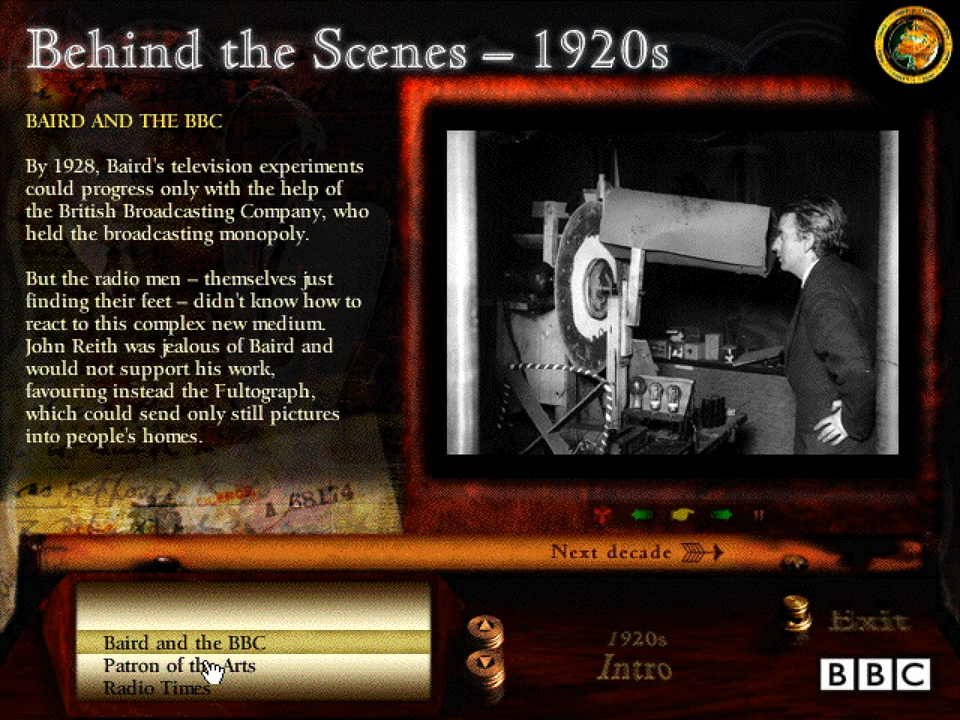 Behind the Scenes – 1920s
BAIRD AND THE BBC
By 1928, Baird's television experiments
could progress only with the help of
the British Broadcasting Company, who
held the broadcasting monopoly.
But the radio men – themselves just
finding their feet – didn't know how to
react to this complex new medium.
John Reith was jealous of Baird and
would not support his work,
favouring instead the Fultograph,
which could send only still pictures
into people's homes.
A 68174
Next decade
Baird and the BBC
Patron of the Arts
Radio Times
1920s
Intro
Exit
BBC